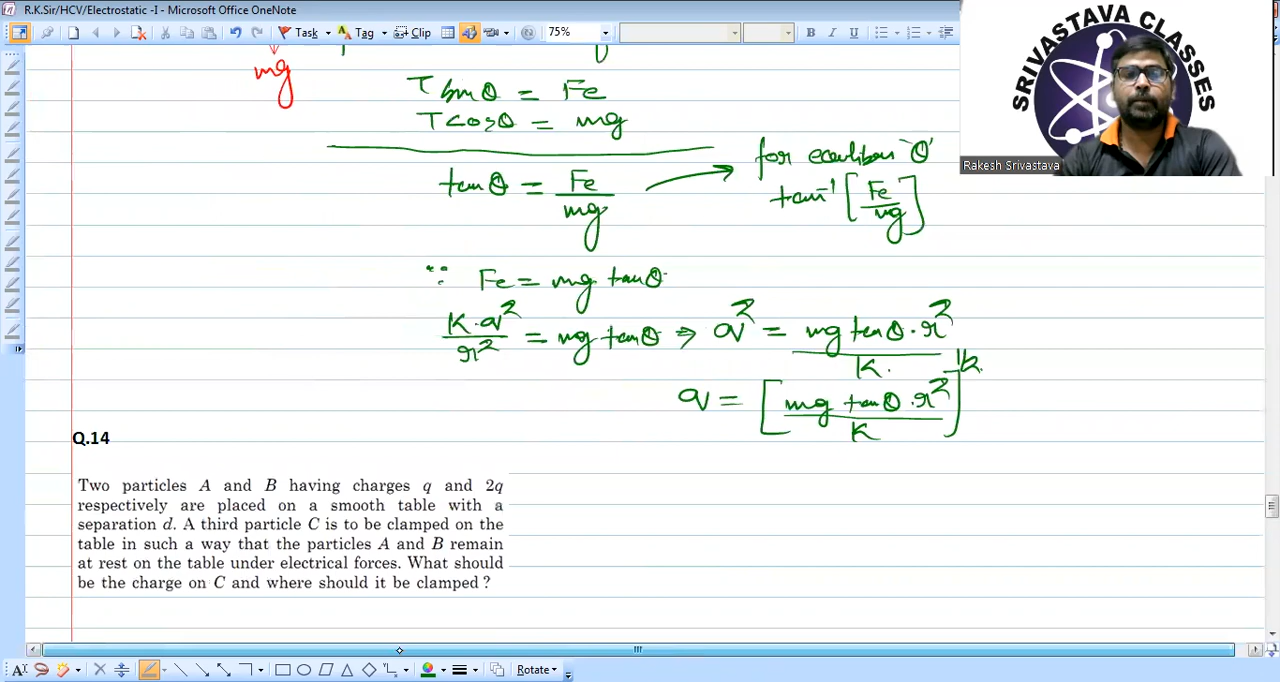 R.K.Sir/HCV/Electrostatic -I - Microsoft Office OneNote
Task Tag Clip 75% B I U
SRIVASTAVA CLASSES
Rakesh Srivastava
mg
T sinθ = Fe
T cosθ = mg
tanθ = Fe/mg
for θ
tan⁻¹ [Fe/mg]
∵ Fe = mg tanθ
K·q²/r² = mg tanθ ⇒ q² = mg tanθ·r²/K.
q = [mg tanθ·r²/K]
Q.14
Two particles A and B having charges q and 2q
respectively are placed on a smooth table with a
separation d. A third particle C is to be clamped on the
table in such a way that the particles A and B remain
at rest on the table under electrical forces. What should
be the charge on C and where should it be clamped ?
Rotate